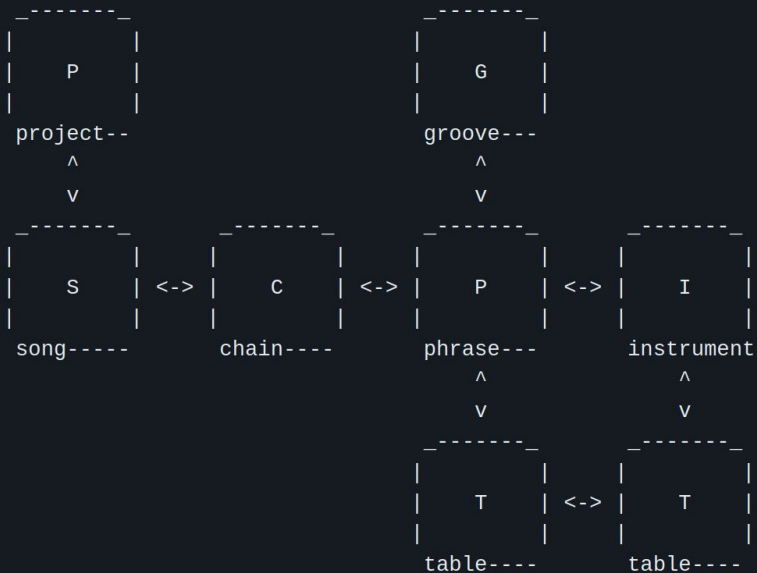 _-------_                       _-------_
|         |                     |         |
|    P    |                     |    G    |
|         |                     |         |
 project--                       groove---
     ^                               ^
     v                               v
 _-------_       _-------_       _-------_       _-------_
|         |     |         |     |         |     |         |
|    S    | <-> |    C    | <-> |    P    | <-> |    I    |
|         |     |         |     |         |     |         |
 song-----       chain----       phrase---       instrument
                                     ^               ^
                                     v               v
                                 _-------_       _-------_
                                |         |     |         |
                                |    T    | <-> |    T    |
                                |         |     |         |
                                 table----       table----